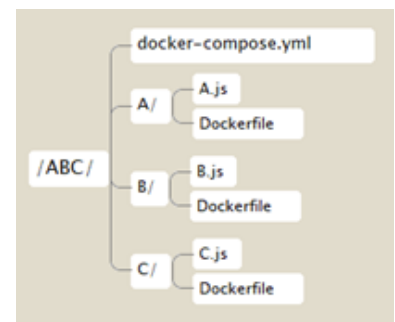 docker-compose.yml
A.js
A/
Dockerfile
/ABC/
B.js
B/
Dockerfile
C.js
C/
Dockerfile